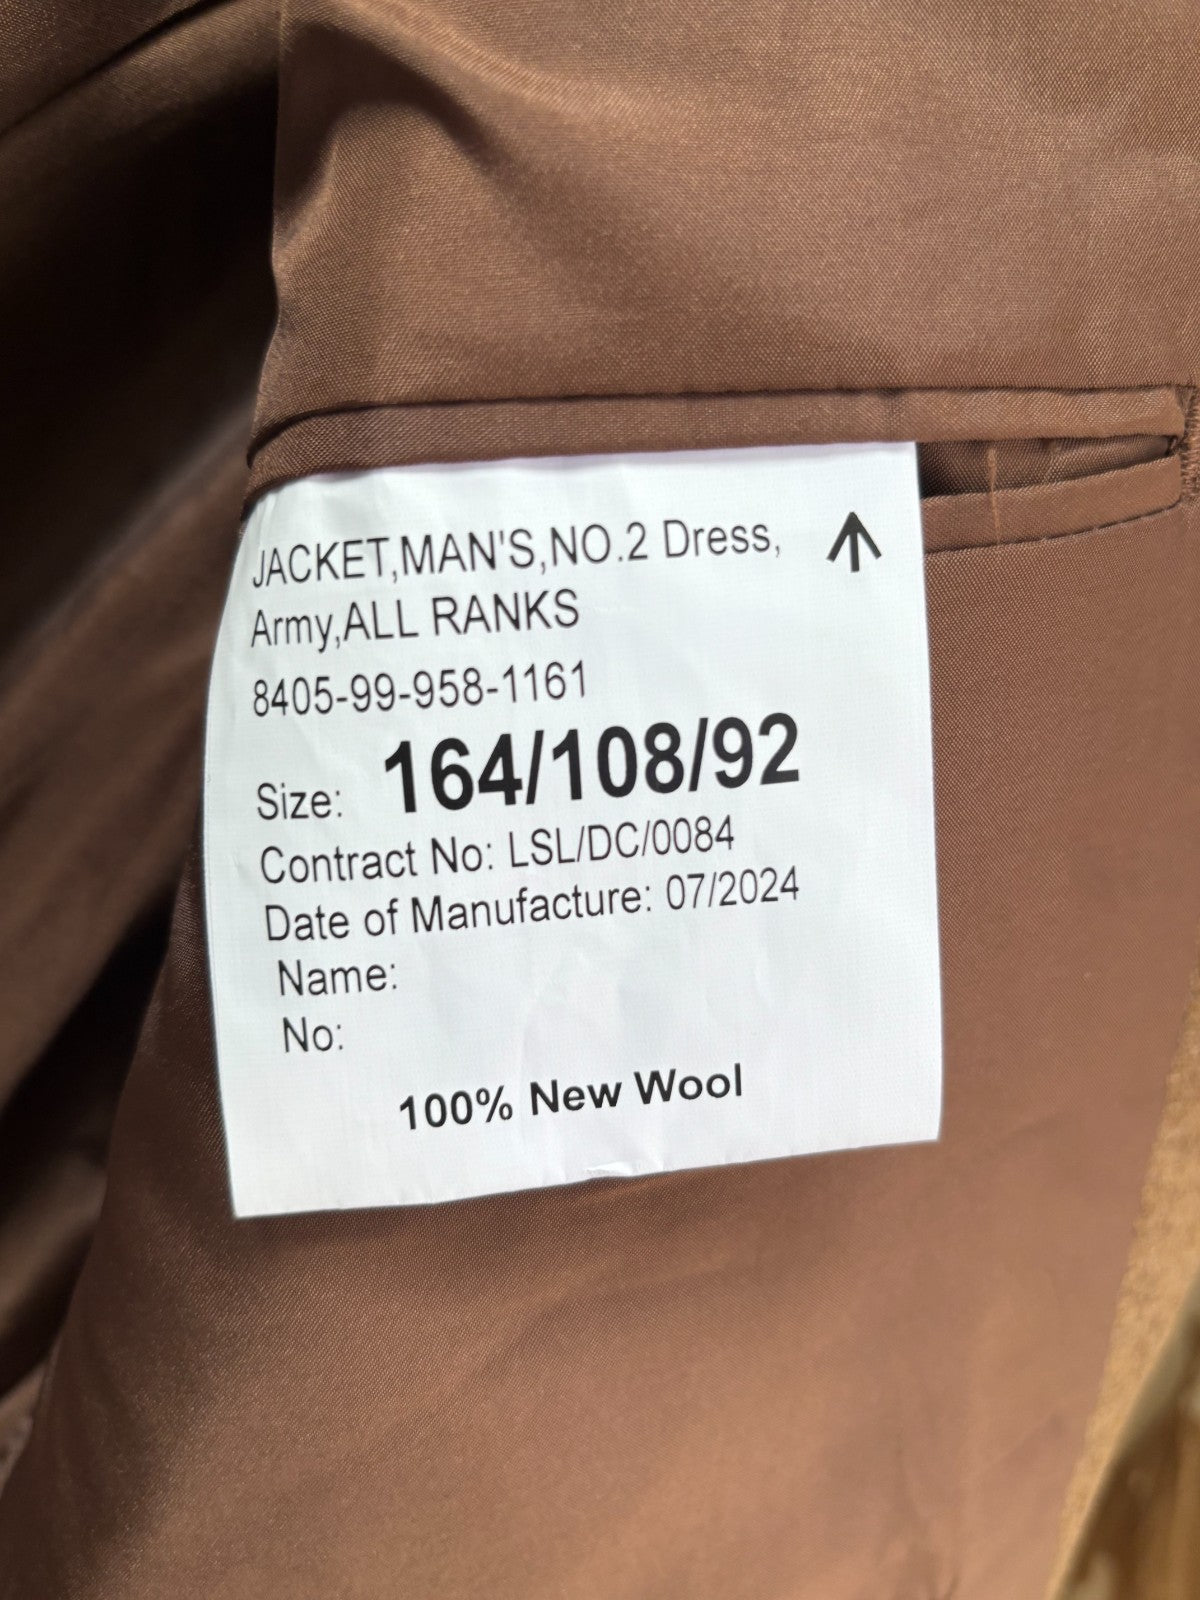 JACKET,MAN'S,NO.2 Dress,
Army,ALL RANKS
8405-99-958-1161
Size: 164/108/92
Contract No: LSL/DC/0084
Date of Manufacture: 07/2024
Name:
No:
100% New Wool